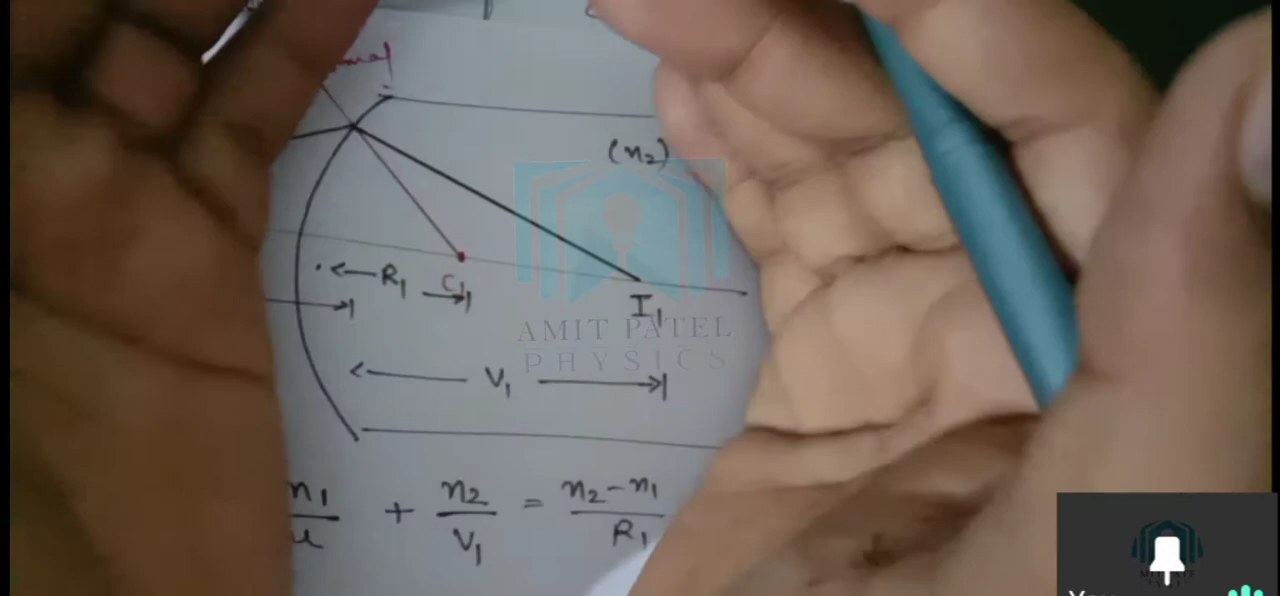 (n₂)
R₁
C₁
I₁
AMIT PATEL
PHYSICS
V₁
n₁/u + n₂/V₁ = n₂-n₁/R₁